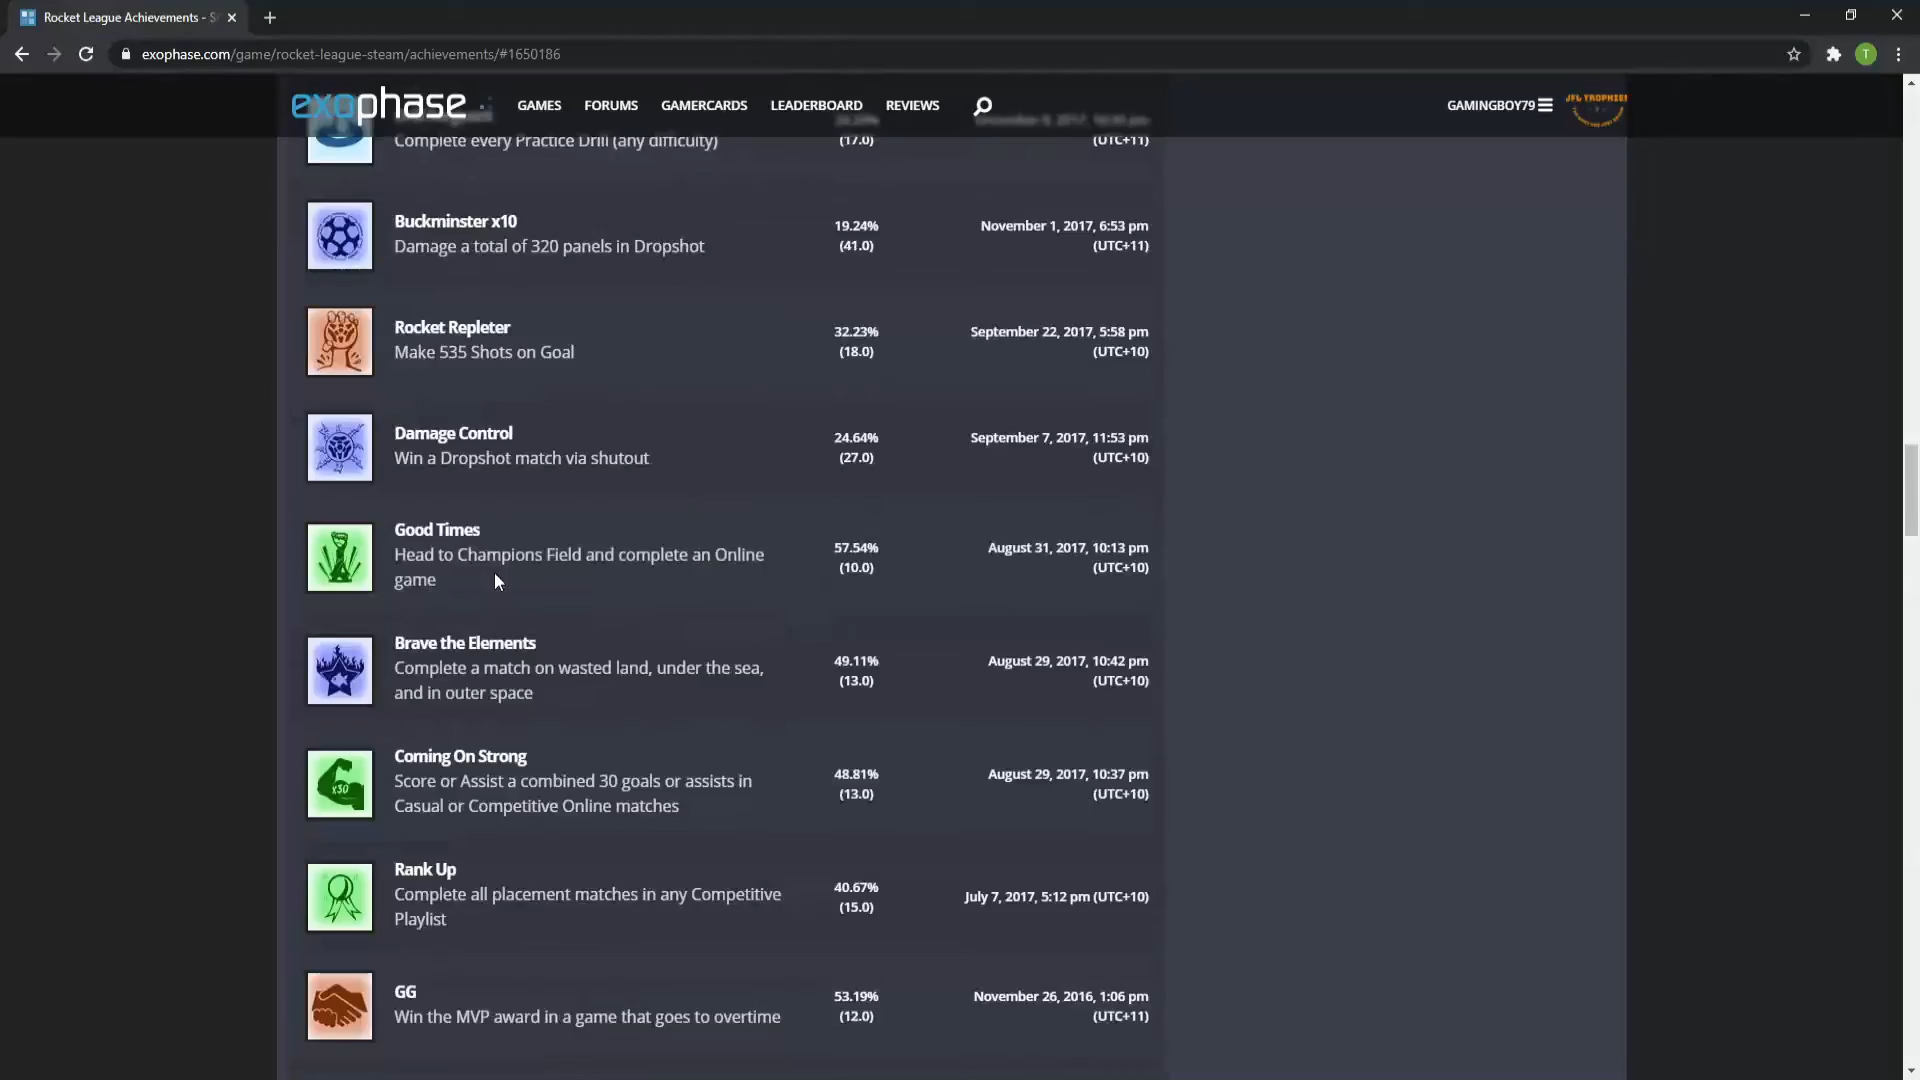 Rocket League Achievements - S
exophase.com/game/rocket-league-steam/achievements/#1650186
T
exophase
GAMES FORUMS GAMERCARDS LEADERBOARD REVIEWS
GAMINGBOY79
JFL TROPHIES
Complete every Practice Drill (any difficulty)
(17.0)
(UTC+11)
Buckminster x10
Damage a total of 320 panels in Dropshot
19.24%
(41.0)
November 1, 2017, 6:53 pm
(UTC+11)
Rocket Repleter
Make 535 Shots on Goal
32.23%
(18.0)
September 22, 2017, 5:58 pm
(UTC+10)
Damage Control
Win a Dropshot match via shutout
24.64%
(27.0)
September 7, 2017, 11:53 pm
(UTC+10)
Good Times
Head to Champions Field and complete an Online
game
57.54%
(10.0)
August 31, 2017, 10:13 pm
(UTC+10)
Brave the Elements
Complete a match on wasted land, under the sea,
and in outer space
49.11%
(13.0)
August 29, 2017, 10:42 pm
(UTC+10)
x30
Coming On Strong
Score or Assist a combined 30 goals or assists in
Casual or Competitive Online matches
48.81%
(13.0)
August 29, 2017, 10:37 pm
(UTC+10)
Rank Up
Complete all placement matches in any Competitive
Playlist
40.67%
(15.0)
July 7, 2017, 5:12 pm (UTC+10)
GG
Win the MVP award in a game that goes to overtime
53.19%
(12.0)
November 26, 2016, 1:06 pm
(UTC+11)